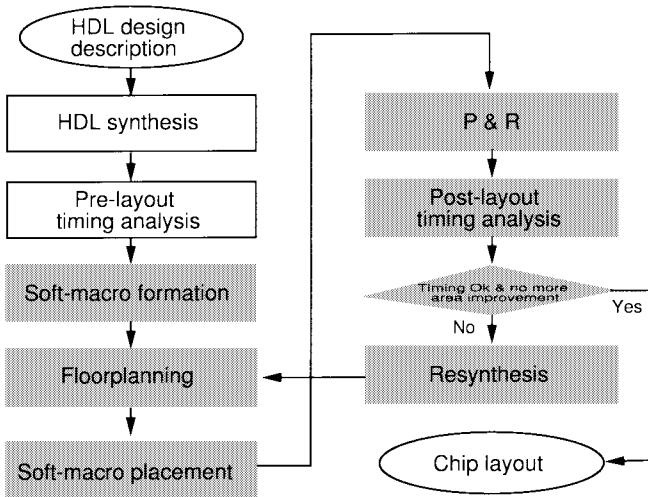 HDL design
description
HDL synthesis
Pre-layout
timing analysis
Soft-macro formation
Floorplanning
Soft-macro placement
P & R
Post-layout
timing analysis
Timing Ok & no more
area improvement
Yes
No
Resynthesis
Chip layout